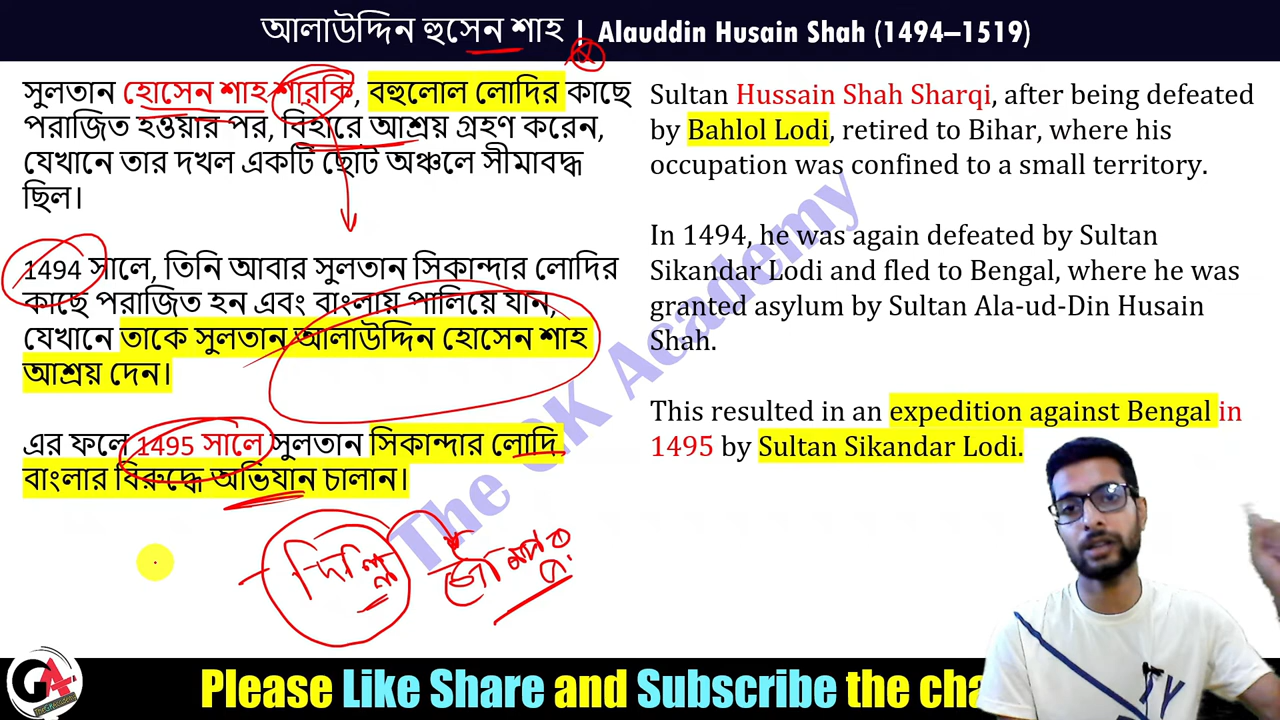 আলাউদ্দিন হুসেন শাহ | Alauddin Husain Shah (1494–1519)
সুলতান হোসেন শাহ শারকি, বহুলোল লোদির কাছে
পরাজিত হওয়ার পর, বিহারে আশ্রয় গ্রহণ করেন,
যেখানে তার দখল একটি ছোট অঞ্চলে সীমাবদ্ধ
ছিল।
1494 সালে, তিনি আবার সুলতান সিকান্দার লোদির
কাছে পরাজিত হন এবং বাংলায় পালিয়ে যান,
যেখানে তাকে সুলতান আলাউদ্দিন হোসেন শাহ
আশ্রয় দেন।
এর ফলে 1495 সালে সুলতান সিকান্দার লোদি
বাংলার বিরুদ্ধে অভিযান চালান।
দিল্লি
Sultan Hussain Shah Sharqi, after being defeated
by Bahlol Lodi, retired to Bihar, where his
occupation was confined to a small territory.
In 1494, he was again defeated by Sultan
Sikandar Lodi and fled to Bengal, where he was
granted asylum by Sultan Ala-ud-Din Husain
Shah.
This resulted in an expedition against Bengal in
1495 by Sultan Sikandar Lodi.
The GK Academy
Please Like Share and Subscribe the cha